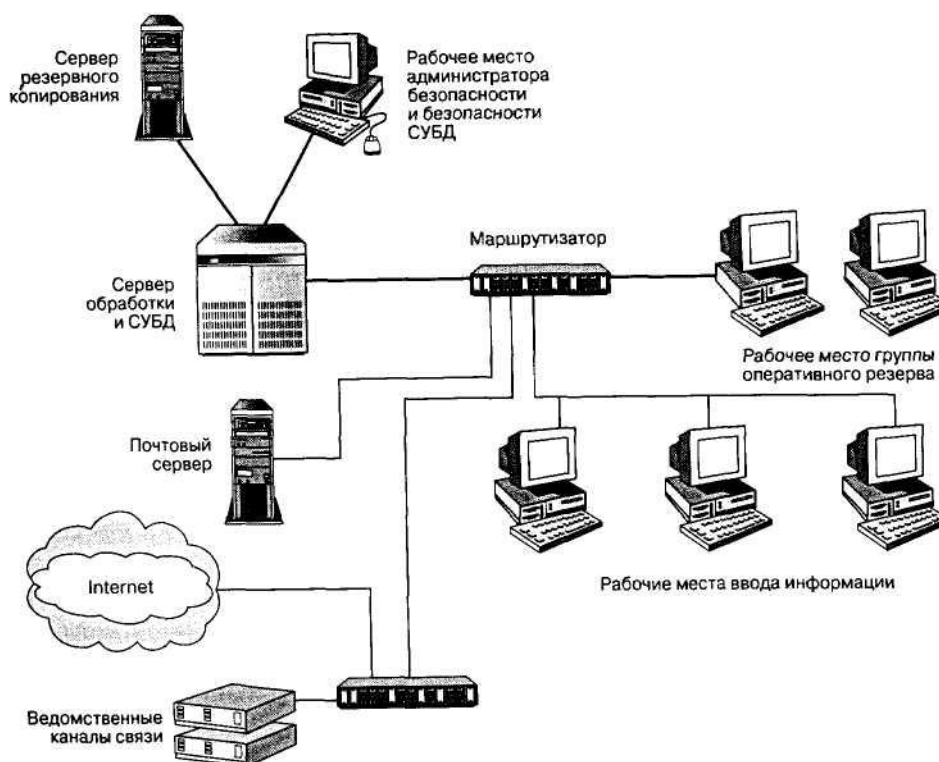 Сервер
резервного
копирования
Рабочее место
администратора
безопасности
и безопасности
СУБД
Маршрутизатор
Сервер
обработки
и СУБД
Рабочее место группы
оперативного резерва
Почтовый
сервер
Рабочие места ввода информации
Internet
Ведомственные
каналы связи